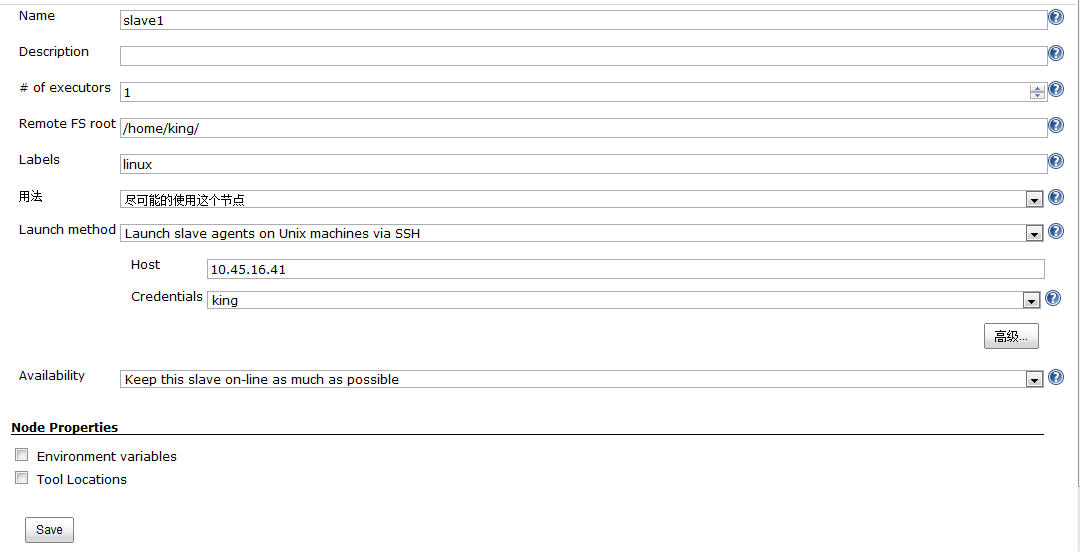 Name slave1
Description
# of executors 1
Remote FS root /home/king/
Labels linux
用法 尽可能的使用这个节点
Launch method Launch slave agents on Unix machines via SSH
Host 10.45.16.41
Credentials king
高级...
Availability Keep this slave on-line as much as possible
Node Properties
Environment variables
Tool Locations
Save